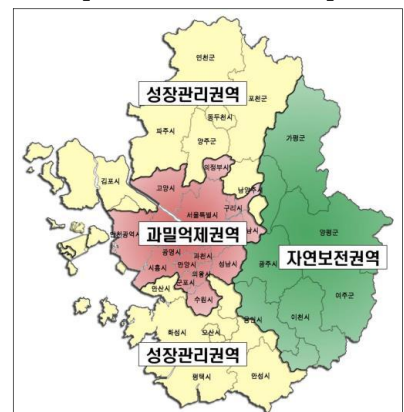 연천군
성장관리권역
포천군
동두천시
파주시
양주군
가평군
의정부시
고양시
남양주시
김포시
구리시
서울특별시
양평군
과밀억제권역
광명시
과천시
자연보전권역
시흥시
안양시
성남시
광주시
의왕시
군포시
안산시
수원시
이천시
용인시
화성시
오산시
성장관리권역
평택시
안성시